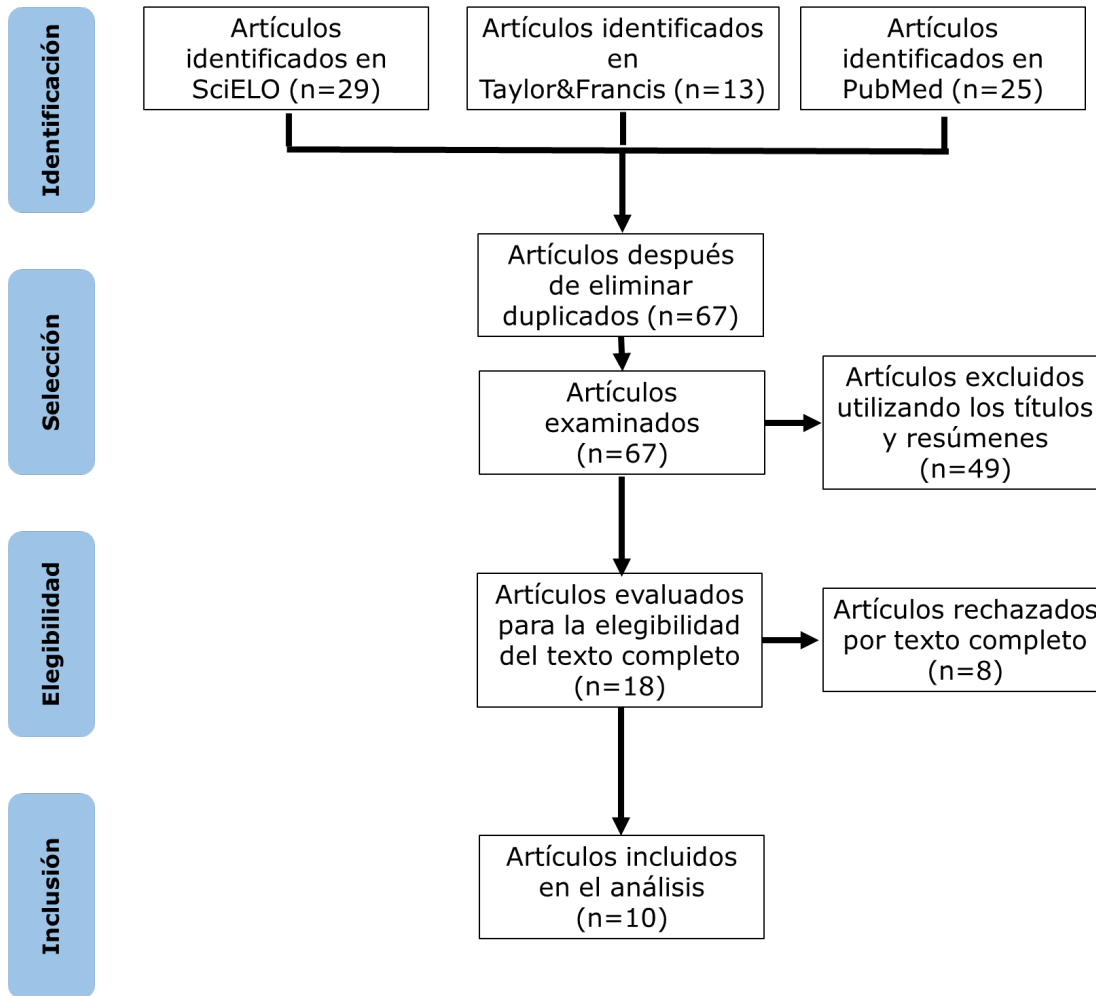 Identificación
Artículos
identificados en
SciELO (n=29)
Artículos identificados
en
Taylor&Francis (n=13)
Artículos
identificados en
PubMed (n=25)
Selección
Artículos después
de eliminar
duplicados (n=67)
Artículos
examinados
(n=67)
Artículos excluidos
utilizando los títulos
y resúmenes
(n=49)
Elegibilidad
Artículos evaluados
para la elegibilidad
del texto completo
(n=18)
Artículos rechazados
por texto completo
(n=8)
Inclusión
Artículos incluidos
en el análisis
(n=10)